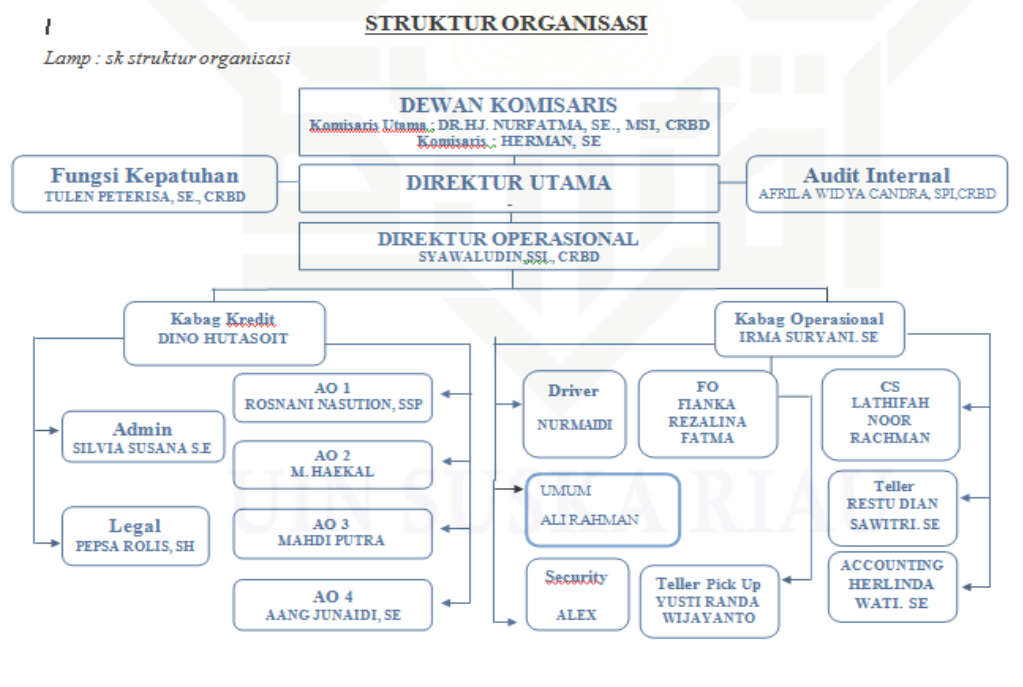 STRUKTUR ORGANISASI
Lamp : sk struktur organisasi
DEWAN KOMISARIS
Komisaris Utama : DR.HJ. NURFATMA, SE., MSI, CRBD
Komisaris : HERMAN, SE
Fungsi Kepatuhan
TULEN PETERISA, SE., CRBD
DIREKTUR UTAMA
-
Audit Internal
AFRILA WIDYA CANDRA, SPI,CRBD
DIREKTUR OPERASIONAL
SYAWALUDIN,SSI., CRBD
Kabag Kredit
DINO HUTASOIT
Kabag Operasional
IRMA SURYANI. SE
Admin
SILVIA SUSANA S.E
Legal
PEPSA ROLIS, SH
AO 1
ROSNANI NASUTION, SSP
AO 2
M. HAEKAL
AO 3
MAHDI PUTRA
AO 4
AANG JUNAIDI, SE
Driver
NURMAIDI
UMUM
ALI RAHMAN
Security
ALEX
FO
FIANKA
REZALINA
FATMA
Teller Pick Up
YUSTI RANDA
WIJAYANTO
CS
LATHIFAH
NOOR
RACHMAN
Teller
RESTU DIAN
SAWITRI. SE
ACCOUNTING
HERLINDA
WATI. SE
UIN SUSKA RIAU